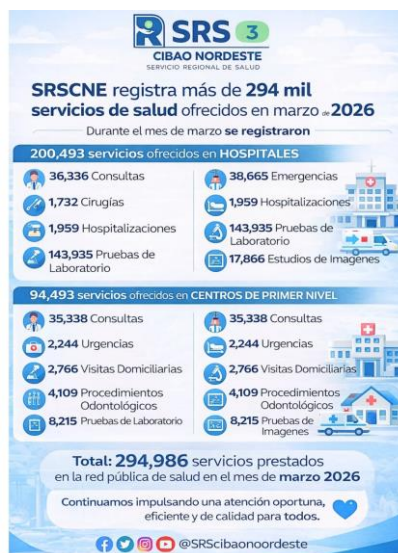 SRS 3
CIBAO NORDESTE
SERVICIO REGIONAL DE SALUD
SRSCNE registra más de 294 mil
servicios de salud ofrecidos en marzo de 2026
Durante el mes de marzo se registraron
200,493 servicios ofrecidos en HOSPITALES
36,336 Consultas
1,732 Cirugías
1,959 Hospitalizaciones
143,935 Pruebas de
Laboratorio
38,665 Emergencias
1,959 Hospitalizaciones
143,935 Pruebas de
Laboratorio
17,866 Estudios de Imagenes
94,493 servicios ofrecidos en CENTROS DE PRIMER NIVEL
35,338 Consultas
2,244 Urgencias
2,766 Visitas Domiciliarias
4,109 Procedimientos
Odontológicos
8,215 Pruebas de Laboratorio
35,338 Consultas
2,244 Urgencias
2,766 Visitas Domiciliarias
4,109 Procedimientos
Odontológicos
8,215 Pruebas de
Imagenes
Total: 294,986 servicios prestados
en la red pública de salud en el mes de marzo 2026
Continuamos impulsando una atención oportuna,
eficiente y de calidad para todos.
@SRScibaonoordeste